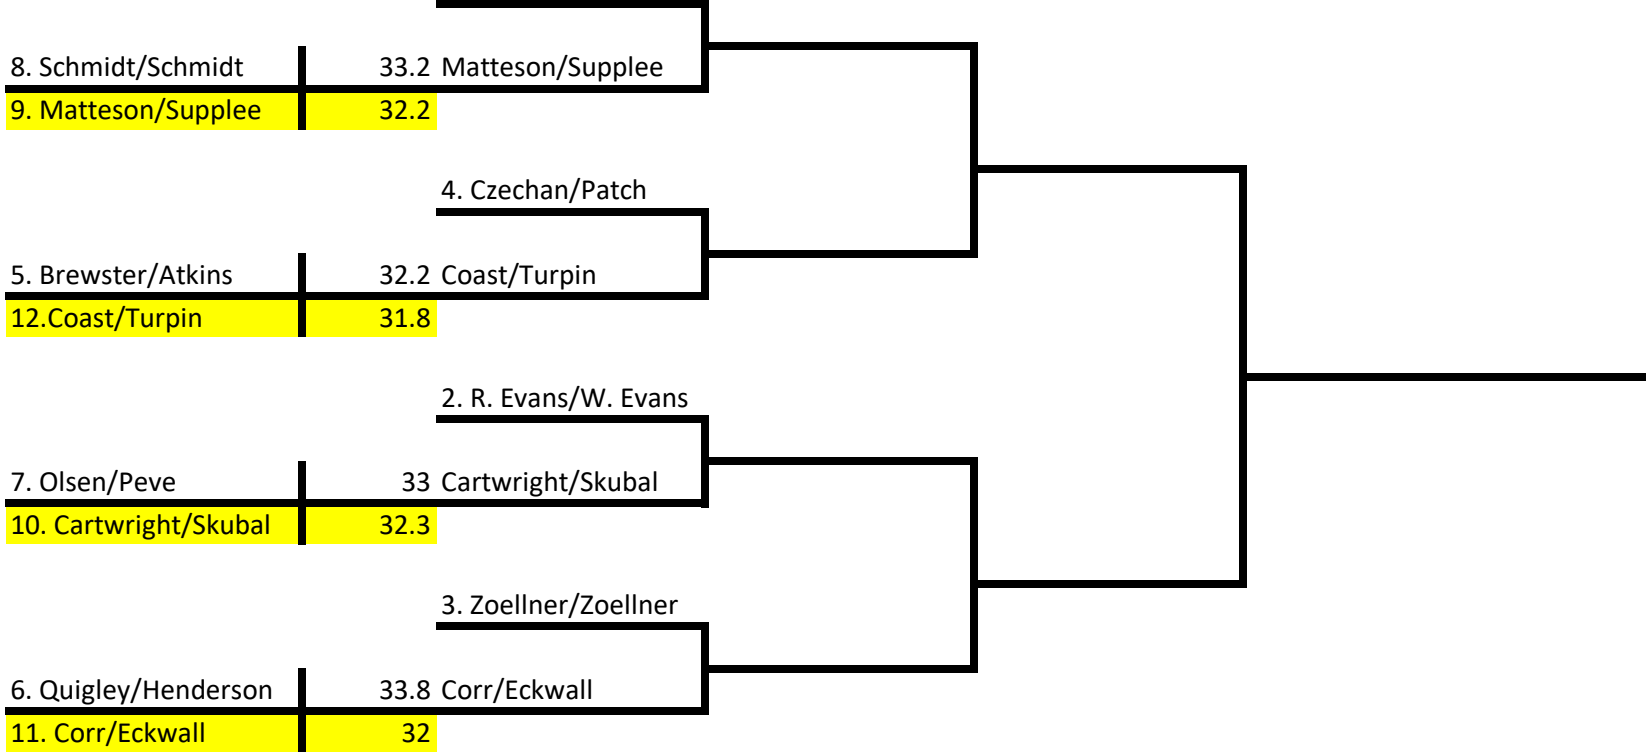 8. Schmidt/Schmidt 33.2 Matteson/Supplee
9. Matteson/Supplee 32.2
4. Czechan/Patch
5. Brewster/Atkins 32.2 Coast/Turpin
12.Coast/Turpin 31.8
2. R. Evans/W. Evans
7. Olsen/Peve 33 Cartwright/Skubal
10. Cartwright/Skubal 32.3
3. Zoellner/Zoellner
6. Quigley/Henderson 33.8 Corr/Eckwall
11. Corr/Eckwall 32